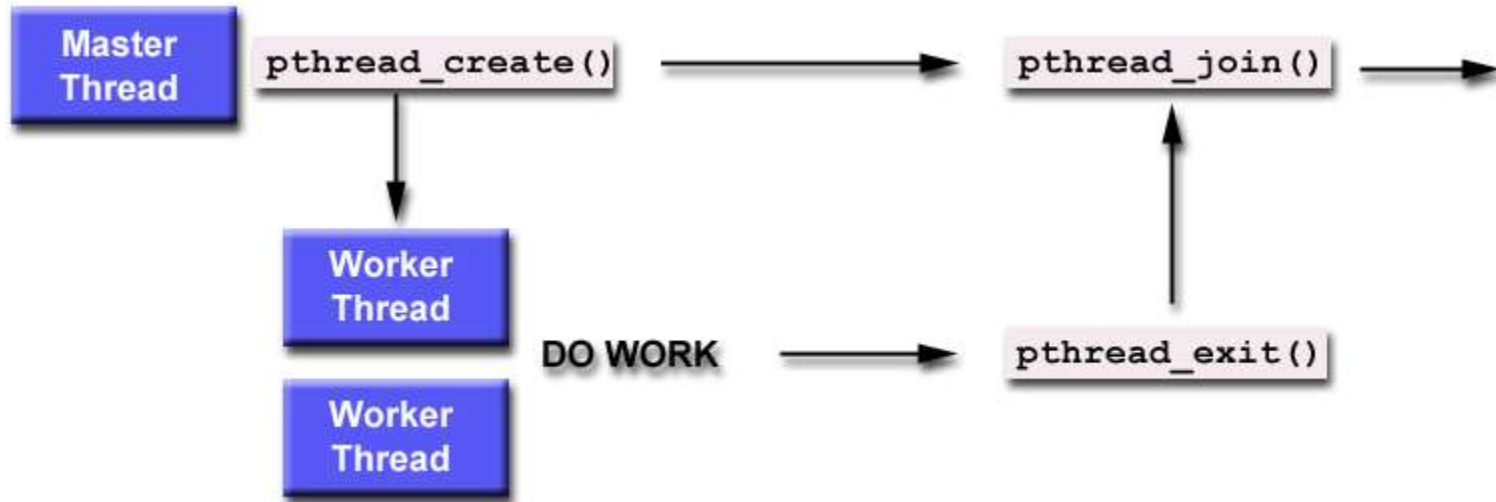 Master
Thread
pthread_create()
pthread_join()
Worker
Thread
DO WORK
pthread_exit()
Worker
Thread